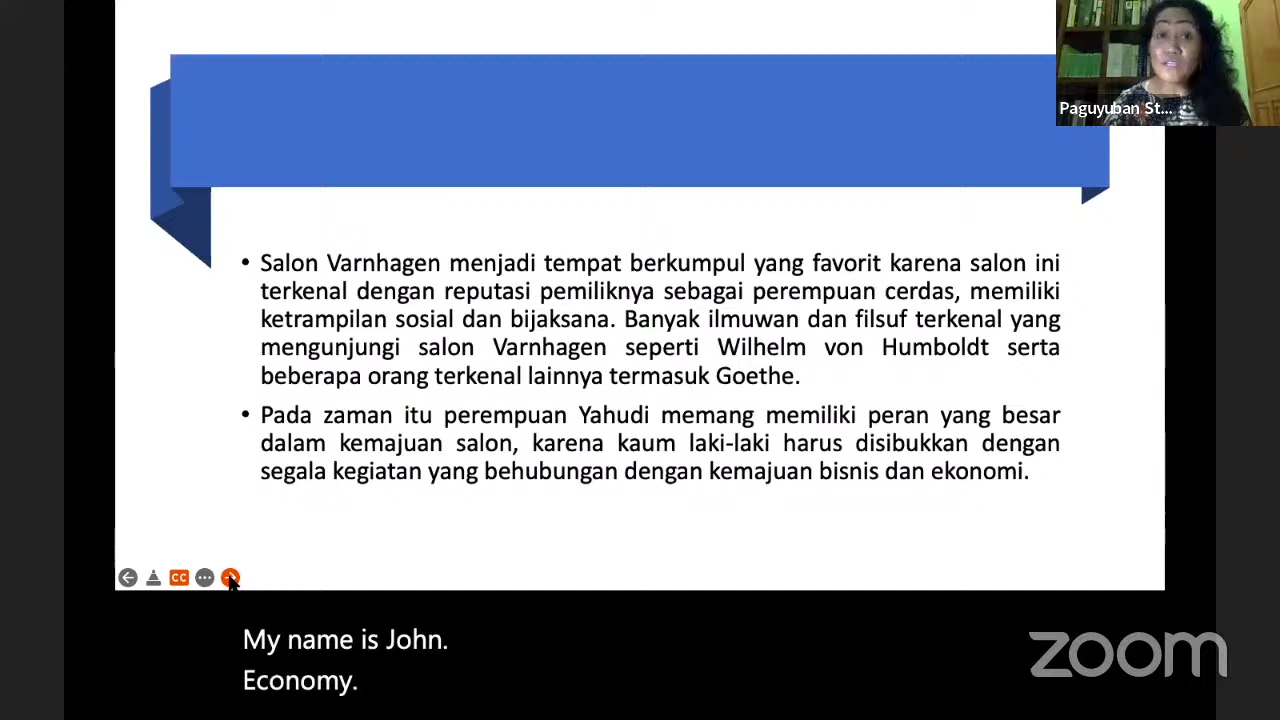 Paguyuban St...
• Salon Varnhagen menjadi tempat berkumpul yang favorit karena salon ini
terkenal dengan reputasi pemiliknya sebagai perempuan cerdas, memiliki
ketrampilan sosial dan bijaksana. Banyak ilmuwan dan filsuf terkenal yang
mengunjungi salon Varnhagen seperti Wilhelm von Humboldt serta
beberapa orang terkenal lainnya termasuk Goethe.
• Pada zaman itu perempuan Yahudi memang memiliki peran yang besar
dalam kemajuan salon, karena kaum laki-laki harus disibukkan dengan
segala kegiatan yang behubungan dengan kemajuan bisnis dan ekonomi.
CC
My name is John.
Economy.
zoom